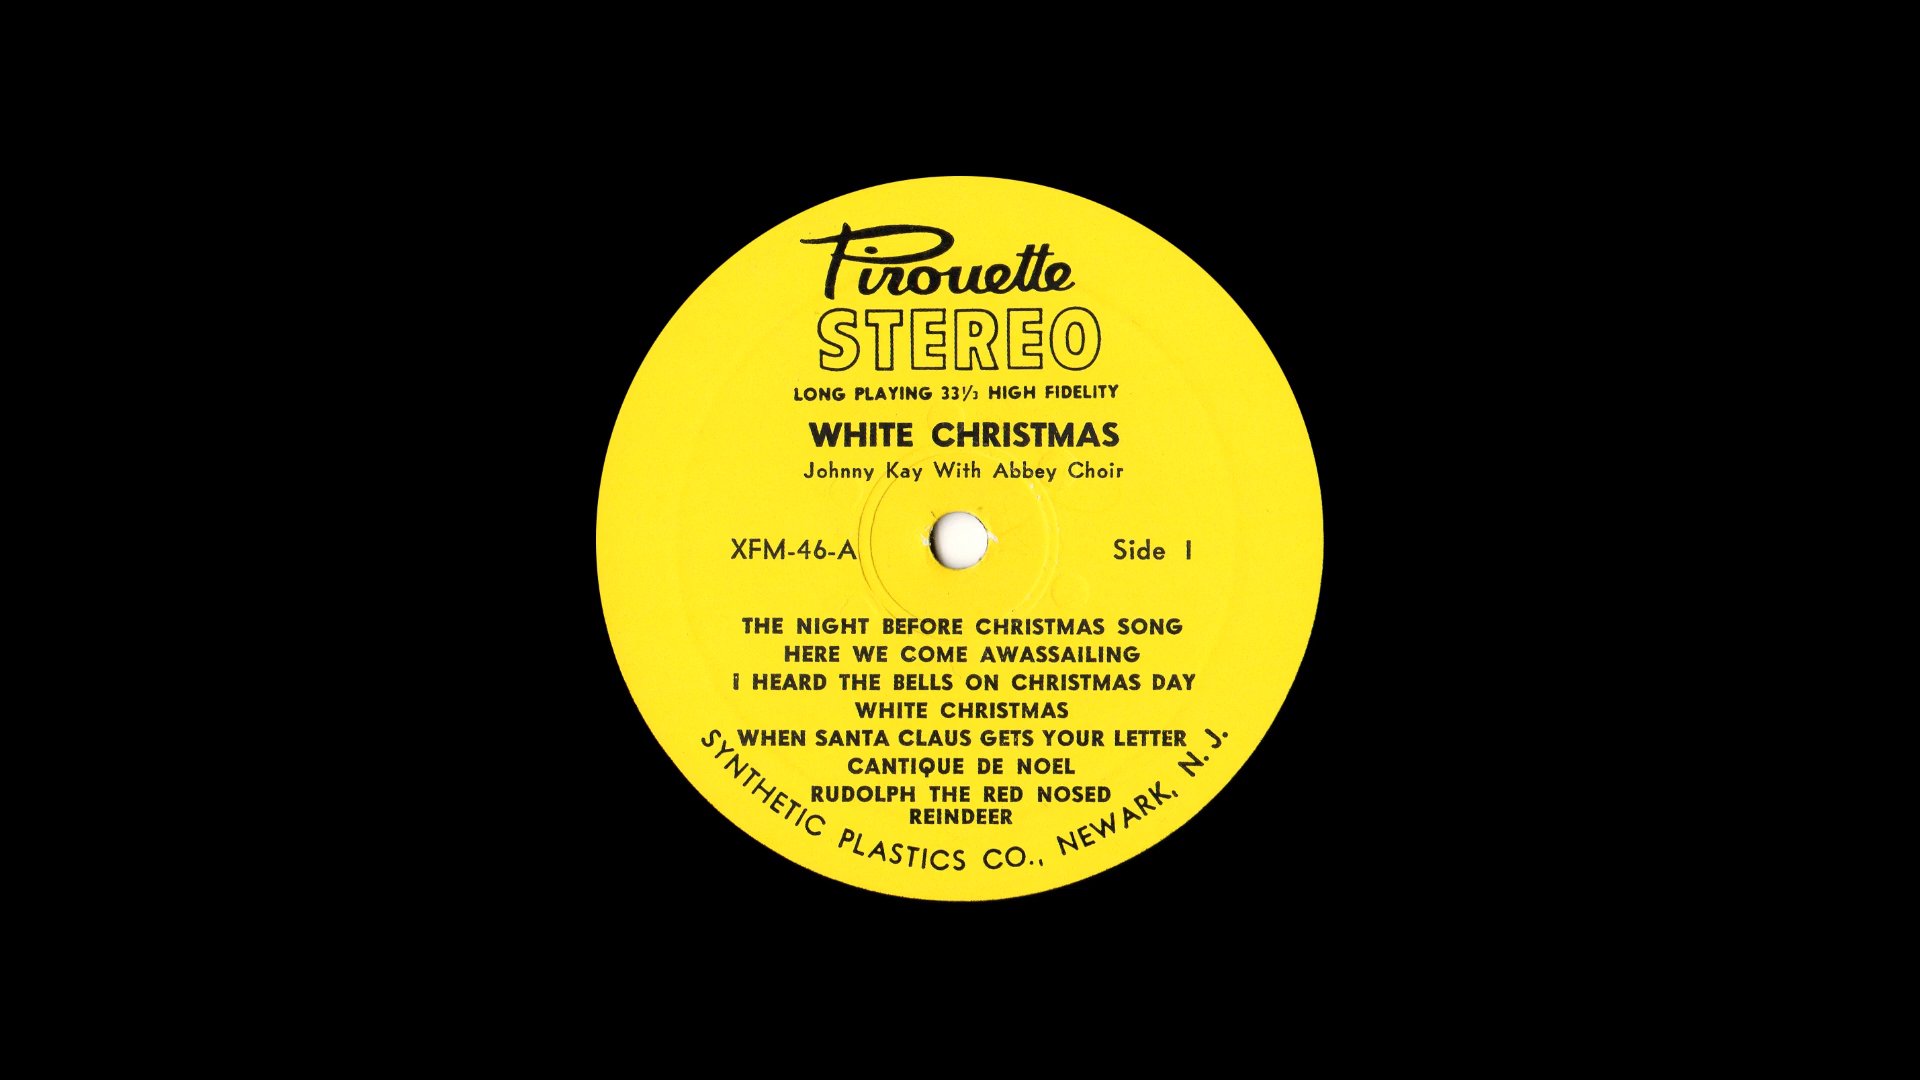 Pirouette
STEREO
LONG PLAYING 33⅓ HIGH FIDELITY
WHITE CHRISTMAS
Johnny Kay With Abbey Choir
XFM-46-A
Side 1
THE NIGHT BEFORE CHRISTMAS SONG
HERE WE COME AWASSAILING
I HEARD THE BELLS ON CHRISTMAS DAY
WHITE CHRISTMAS
WHEN SANTA CLAUS GETS YOUR LETTER
CANTIQUE DE NOEL
RUDOLPH THE RED NOSED
REINDEER
SYNTHETIC PLASTICS CO., NEWARK, N. J.